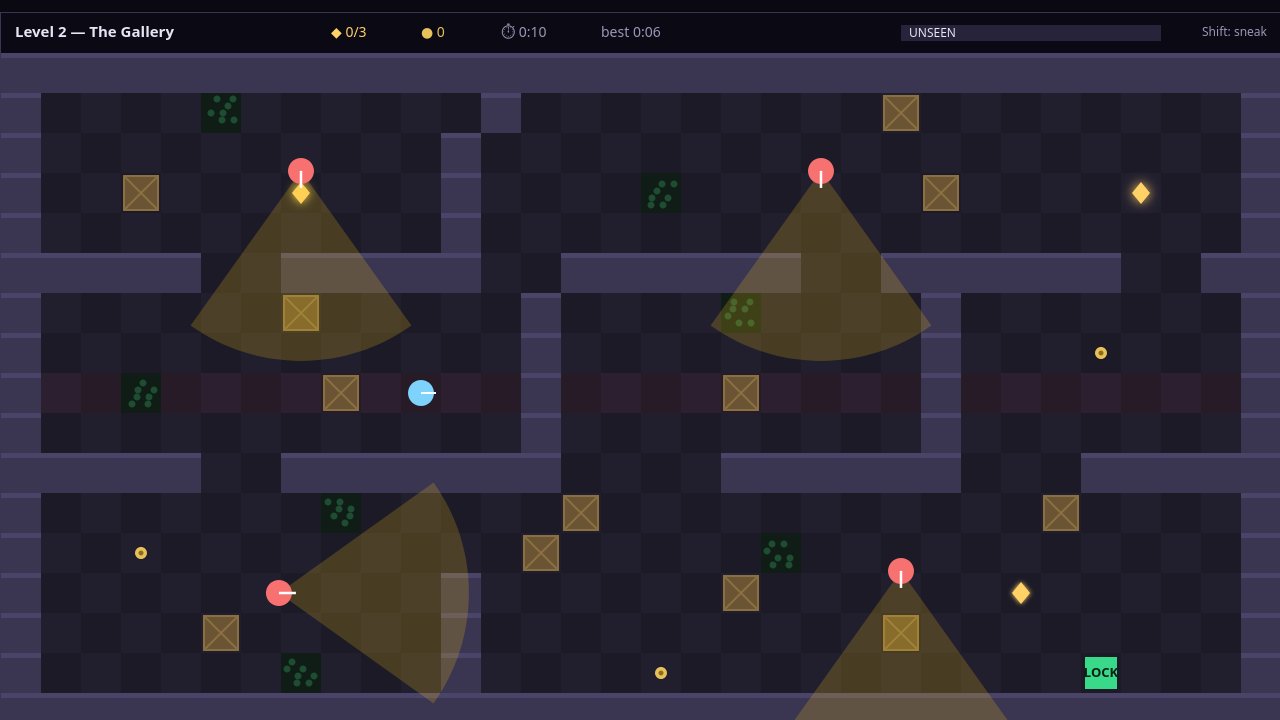 Level 2 — The Gallery ◆ 0/3 ● 0 ⏱ 0:10 best 0:06 UNSEEN Shift: sneak
LOCK